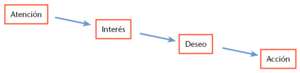 Atención
Interés
Deseo
Acción